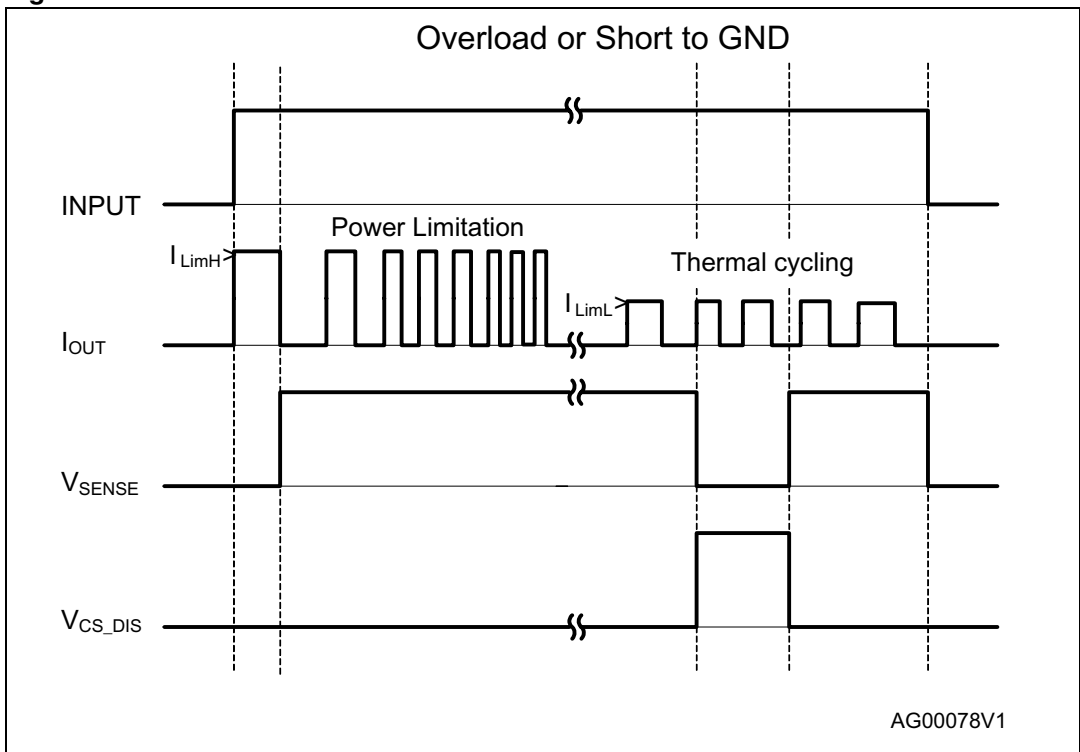 Overload or Short to GND
INPUT
Power Limitation
I LimH
Thermal cycling
I LimL
IOUT
VSENSE
VCS_DIS
AG00078V1